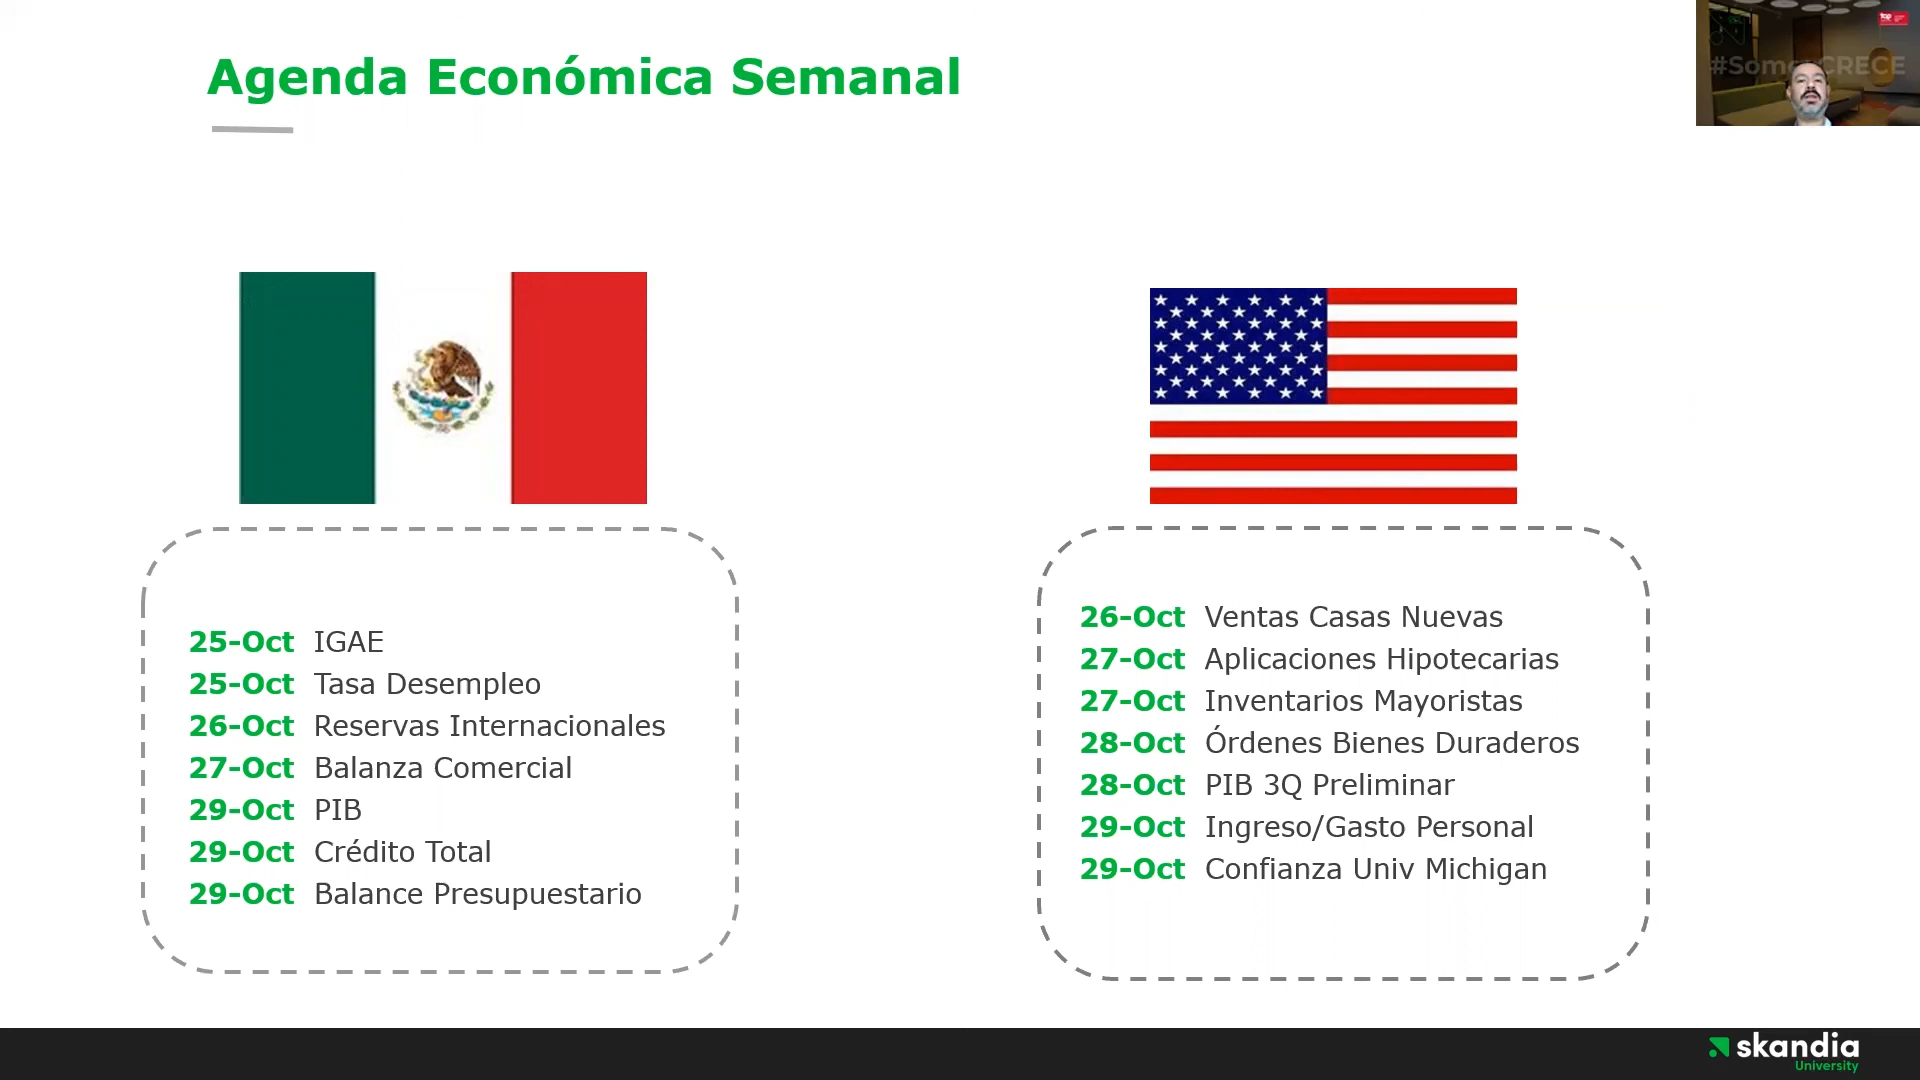 Agenda Económica Semanal
25-Oct IGAE
25-Oct Tasa Desempleo
26-Oct Reservas Internacionales
27-Oct Balanza Comercial
29-Oct PIB
29-Oct Crédito Total
29-Oct Balance Presupuestario
26-Oct Ventas Casas Nuevas
27-Oct Aplicaciones Hipotecarias
27-Oct Inventarios Mayoristas
28-Oct Órdenes Bienes Duraderos
28-Oct PIB 3Q Preliminar
29-Oct Ingreso/Gasto Personal
29-Oct Confianza Univ Michigan
skandia
University